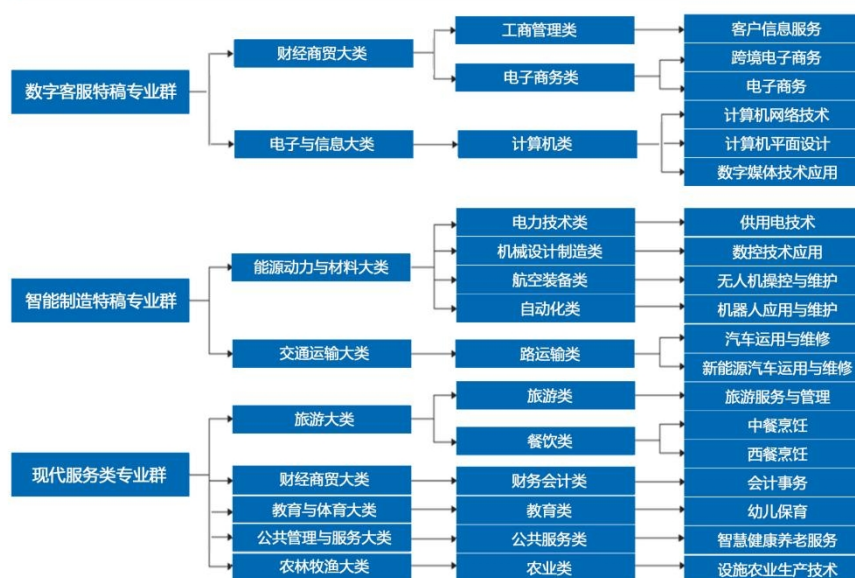 数字客服特稿专业群
财经商贸大类
工商管理类
客户信息服务
电子商务类
跨境电子商务
电子商务
电子与信息大类
计算机类
计算机网络技术
计算机平面设计
数字媒体技术应用
智能制造特稿专业群
能源动力与材料大类
电力技术类
供用电技术
机械设计制造类
数控技术应用
航空装备类
无人机操控与维护
自动化类
机器人应用与维护
交通运输大类
路运输类
汽车运用与维修
新能源汽车运用与维修
现代服务类专业群
旅游大类
旅游类
旅游服务与管理
餐饮类
中餐烹饪
西餐烹饪
财经商贸大类
财务会计类
会计事务
教育与体育大类
教育类
幼儿保育
公共管理与服务大类
公共服务类
智慧健康养老服务
农林牧渔大类
农业类
设施农业生产技术